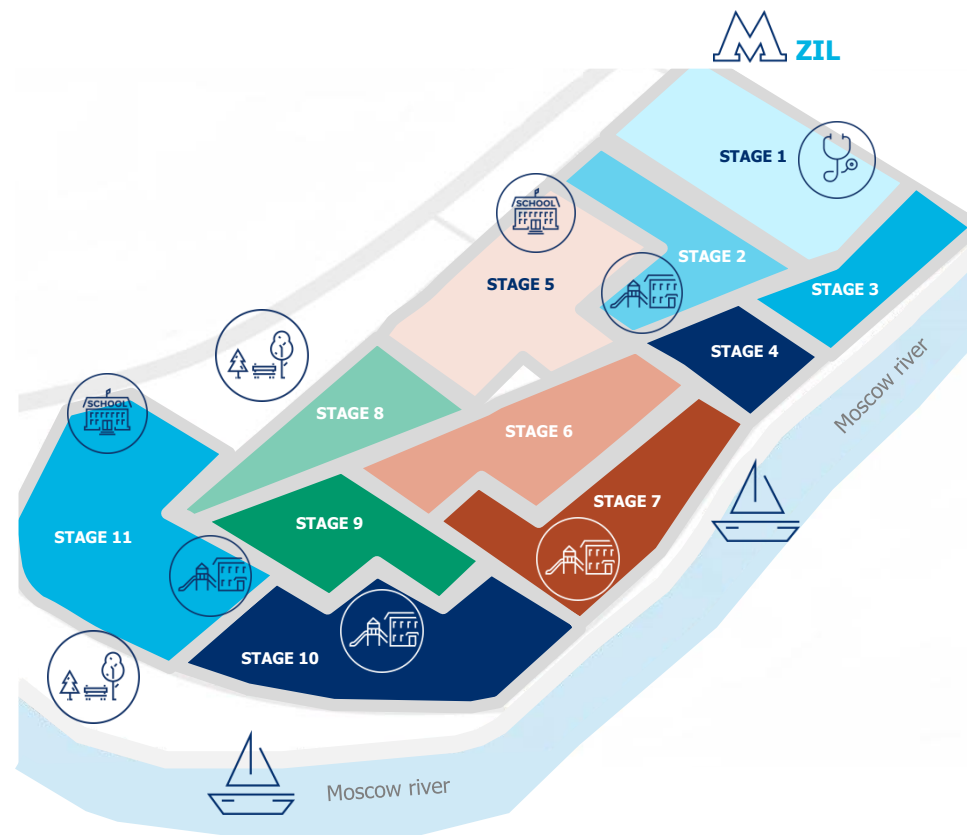 ZIL
STAGE 1
SCHOOL
STAGE 2
STAGE 5
STAGE 3
STAGE 4
Moscow river
SCHOOL
STAGE 8
STAGE 6
STAGE 7
STAGE 9
STAGE 11
STAGE 10
Moscow river